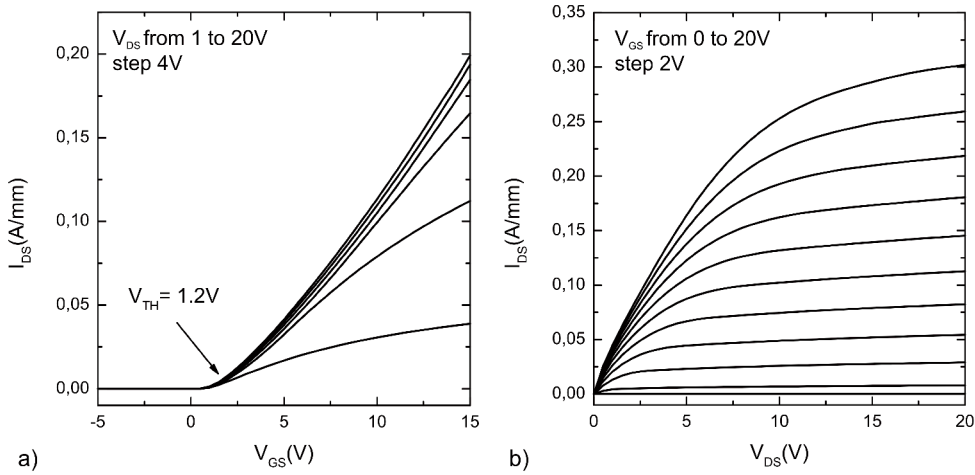 V_DS from 1 to 20V
step 4V
0,20
0,15
0,10
0,05
0,00
I_DS(A/mm)
V_TH= 1.2V
-5
0
5
10
15
V_GS(V)
a)
V_GS from 0 to 20V
step 2V
0,35
0,30
0,25
0,20
0,15
0,10
0,05
0,00
I_DS(A/mm)
0
5
10
15
20
V_DS(V)
b)